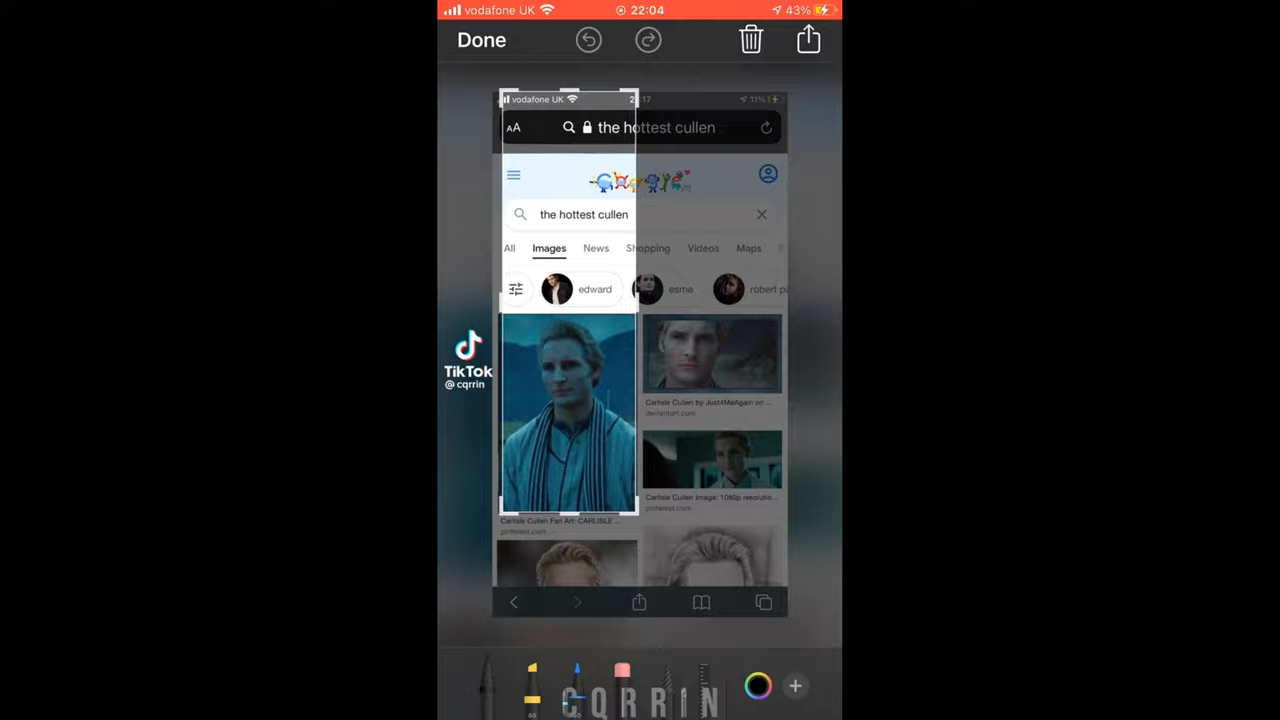 vodafone UK 22:04 43%
Done
vodafone UK 11%
AA the hottest cullen
Google
the hottest cullen
All Images News Shopping Videos Maps
edward esme
Carlisle Cullen by Just4MeAgain on ...
deviantart.com
TikTok
@cqrrin
Carlisle Cullen image: 1080p resolutio...
pinterest.com
Carlisle Cullen Fan Art: CARLISLE ...
pinterest.com
CQRRIN